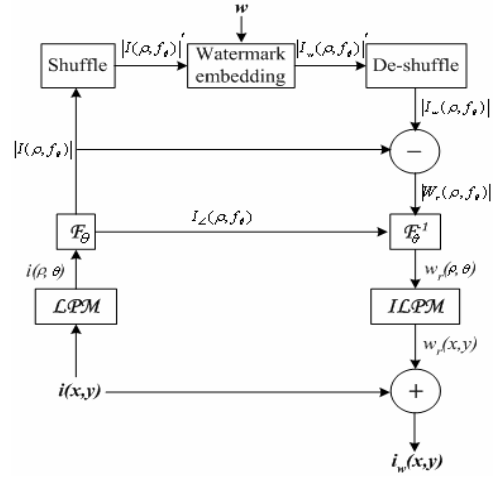 w
|I(ρ,f_θ)|' |I_w(ρ,f_θ)|'
Shuffle Watermark embedding De-shuffle
|I_w(ρ,f_θ)|
|I(ρ,f_θ)| −
|W_r(ρ,f_θ)|
I_∠(ρ,f_θ)
ℱ_θ ℱ_θ^-1
i(ρ,θ) w_r(ρ,θ)
LPM ILPM
w_r(x,y)
i(x,y) +
i_w(x,y)